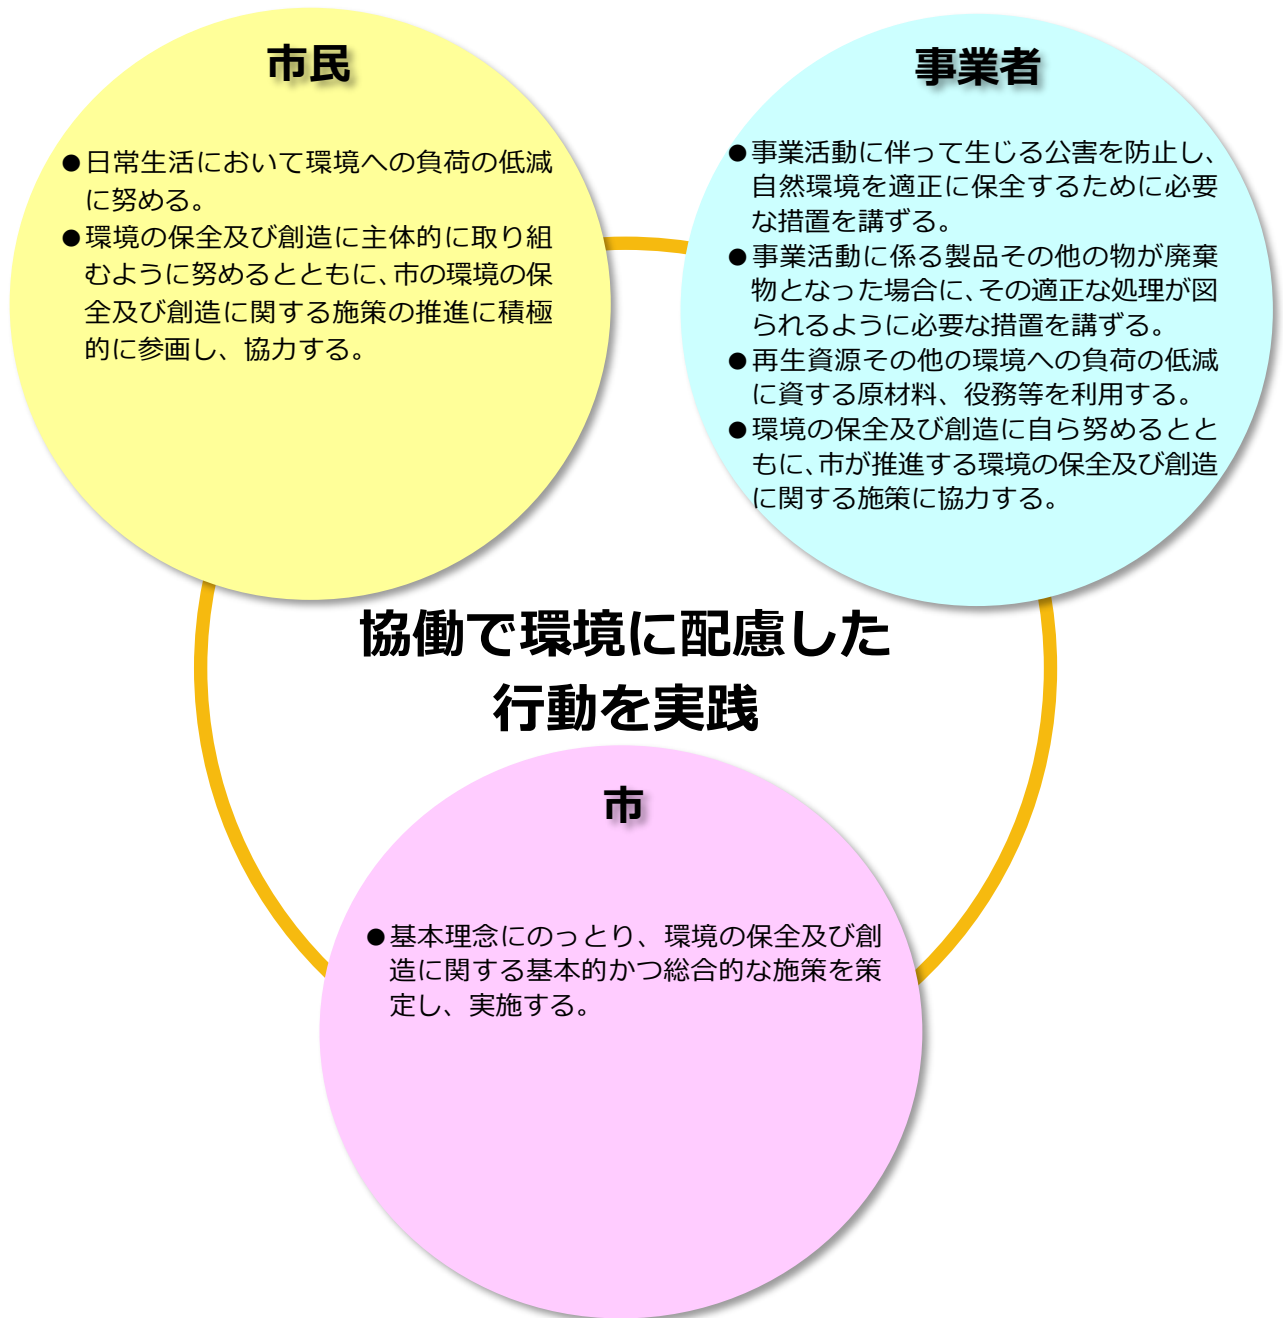 市民
●日常生活において環境への負荷の低減
に努める。
●環境の保全及び創造に主体的に取り組
むように努めるとともに、市の環境の保
全及び創造に関する施策の推進に積極
的に参画し、協力する。
事業者
●事業活動に伴って生じる公害を防止し、
自然環境を適正に保全するために必要
な措置を講ずる。
●事業活動に係る製品その他の物が廃棄
物となった場合に、その適正な処理が図
られるように必要な措置を講ずる。
●再生資源その他の環境への負荷の低減
に資する原材料、役務等を利用する。
●環境の保全及び創造に自ら努めるとと
もに、市が推進する環境の保全及び創造
に関する施策に協力する。
協働で環境に配慮した
行動を実践
市
●基本理念にのっとり、環境の保全及び創
造に関する基本的かつ総合的な施策を策
定し、実施する。